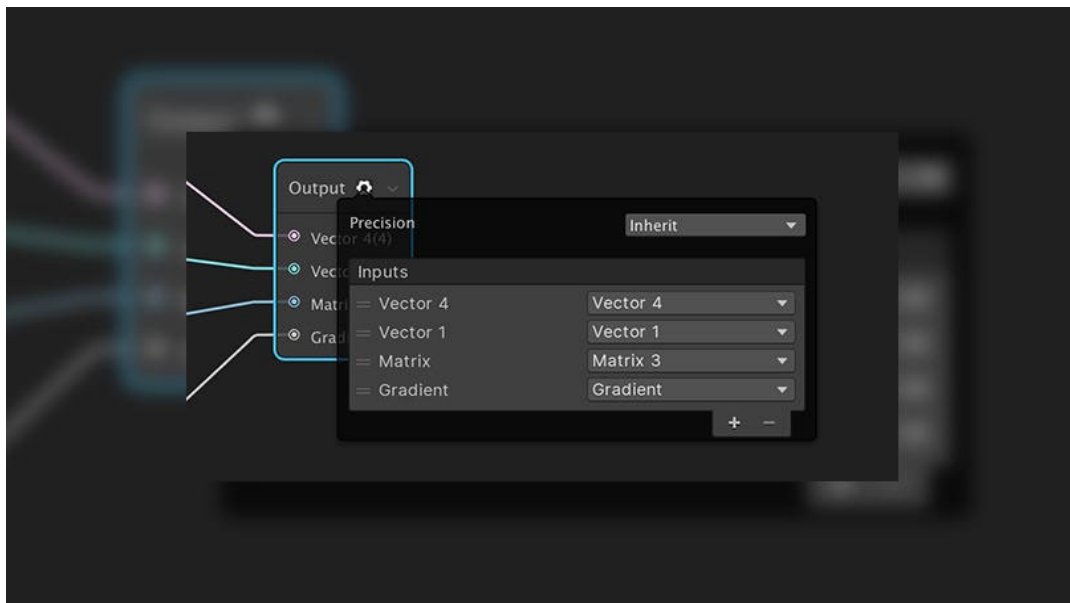 Output
Precision Inherit
Vector 4(4)
Inputs
Vector 4 Vector 4
Vector 1 Vector 1
Matrix Matrix 3
Gradient Gradient
+ −